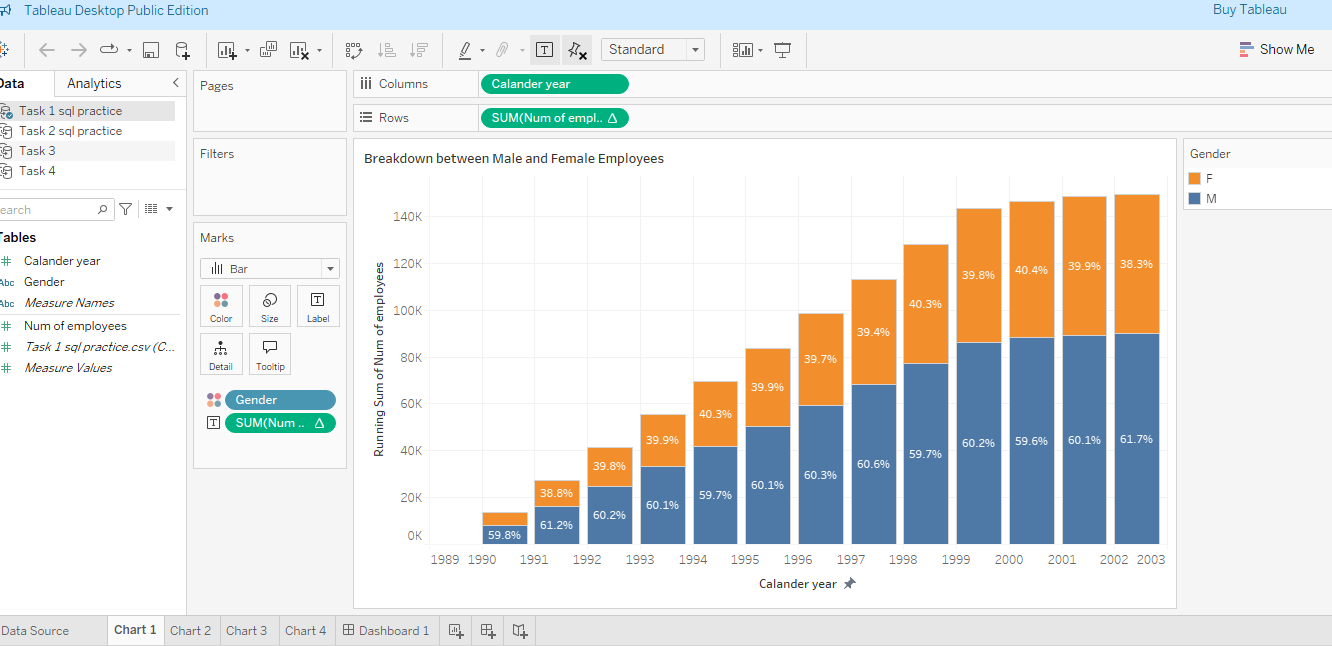 Tableau Desktop Public Edition
Buy Tableau
Standard
Show Me
Data
Analytics
Task 1 sql practice
Task 2 sql practice
Task 3
Task 4
earch
Tables
Calander year
Abc Gender
Abc Measure Names
Num of employees
Task 1 sql practice.csv (C...
Measure Values
Pages
Filters
Marks
Bar
Color
Size
Label
Detail
Tooltip
Gender
SUM(Num ..
Columns
Calander year
Rows
SUM(Num of empl..
Breakdown between Male and Female Employees
Running Sum of Num of employees
140K
120K
100K
80K
60K
40K
20K
0K
59.8%
38.8%
61.2%
39.8%
60.2%
39.9%
60.1%
40.3%
59.7%
39.9%
60.1%
39.7%
60.3%
39.4%
60.6%
40.3%
59.7%
39.8%
60.2%
40.4%
59.6%
39.9%
60.1%
38.3%
61.7%
1989 1990 1991 1992 1993 1994 1995 1996 1997 1998 1999 2000 2001 2002 2003
Calander year
Gender
F
M
Data Source
Chart 1
Chart 2
Chart 3
Chart 4
Dashboard 1